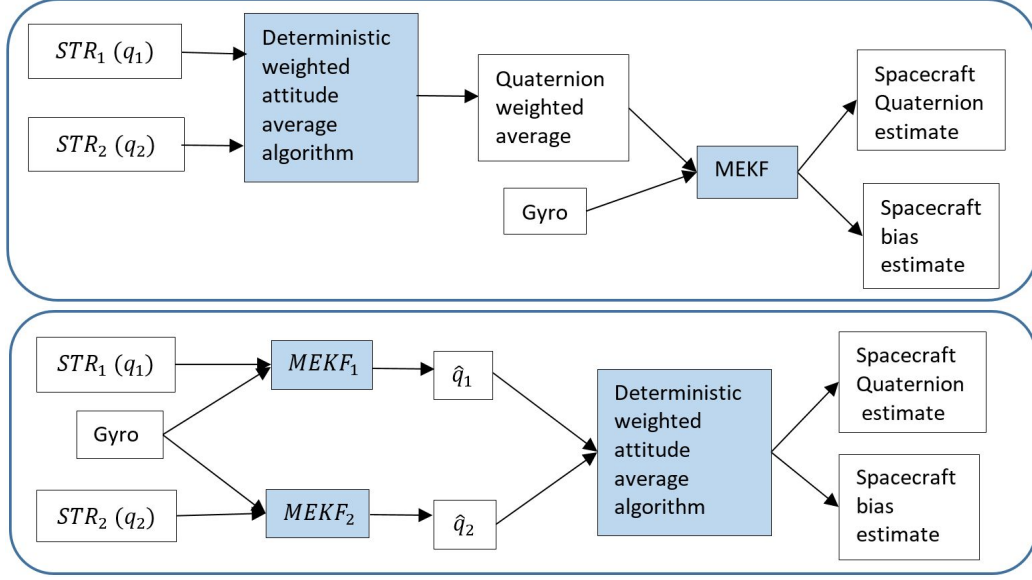 STR₁ (q₁)
STR₂ (q₂)
Deterministic
weighted
attitude
average
algorithm
Quaternion
weighted
average
Gyro
MEKF
Spacecraft
Quaternion
estimate
Spacecraft
bias
estimate
STR₁ (q₁)
Gyro
STR₂ (q₂)
MEKF₁
MEKF₂
q̂₁
q̂₂
Deterministic
weighted
attitude
average
algorithm
Spacecraft
Quaternion
estimate
Spacecraft
bias
estimate